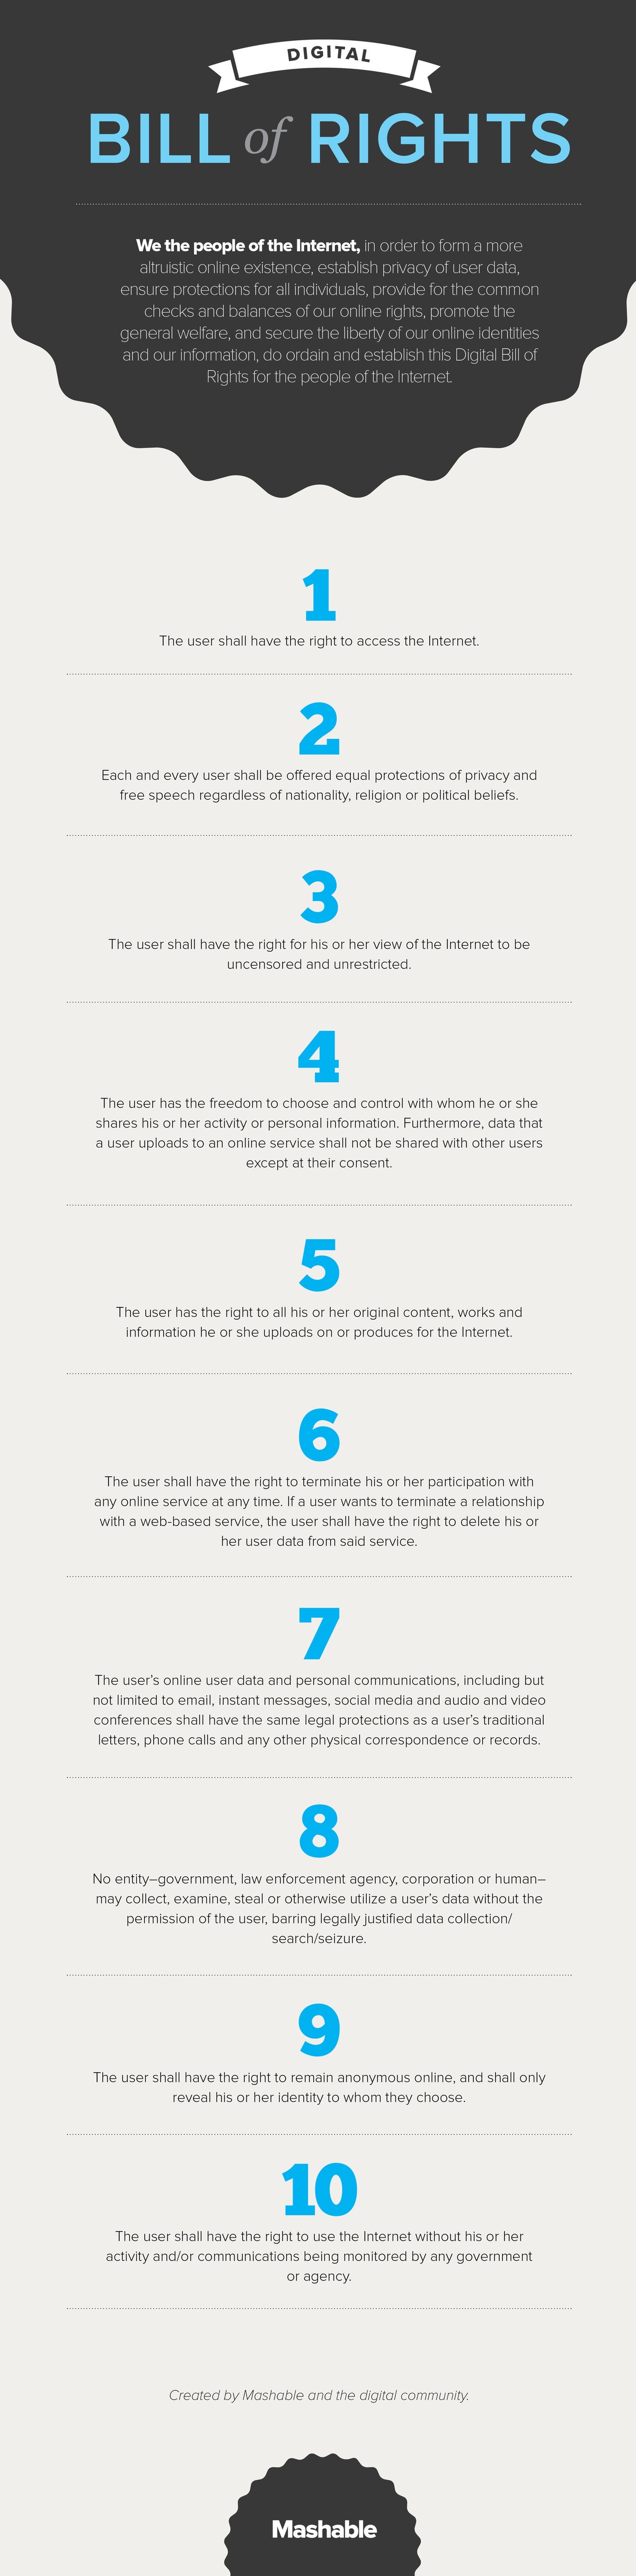 DIGITAL
BILL of RIGHTS
We the people of the Internet, in order to form a more
altruistic online existence, establish privacy of user data,
ensure protections for all individuals, provide for the common
checks and balances of our online rights, promote the
general welfare, and secure the liberty of our online identities
and our information, do ordain and establish this Digital Bill of
Rights for the people of the Internet.
1
The user shall have the right to access the Internet.
2
Each and every user shall be offered equal protections of privacy and
free speech regardless of nationality, religion or political beliefs.
3
The user shall have the right for his or her view of the Internet to be
uncensored and unrestricted.
4
The user has the freedom to choose and control with whom he or she
shares his or her activity or personal information. Furthermore, data that
a user uploads to an online service shall not be shared with other users
except at their consent.
5
The user has the right to all his or her original content, works and
information he or she uploads on or produces for the Internet.
6
The user shall have the right to terminate his or her participation with
any online service at any time. If a user wants to terminate a relationship
with a web-based service, the user shall have the right to delete his or
her user data from said service.
7
The user’s online user data and personal communications, including but
not limited to email, instant messages, social media and audio and video
conferences shall have the same legal protections as a user’s traditional
letters, phone calls and any other physical correspondence or records.
8
No entity–government, law enforcement agency, corporation or human–
may collect, examine, steal or otherwise utilize a user’s data without the
permission of the user, barring legally justified data collection/
search/seizure.
9
The user shall have the right to remain anonymous online, and shall only
reveal his or her identity to whom they choose.
10
The user shall have the right to use the Internet without his or her
activity and/or communications being monitored by any government
or agency.
Created by Mashable and the digital community.
Mashable